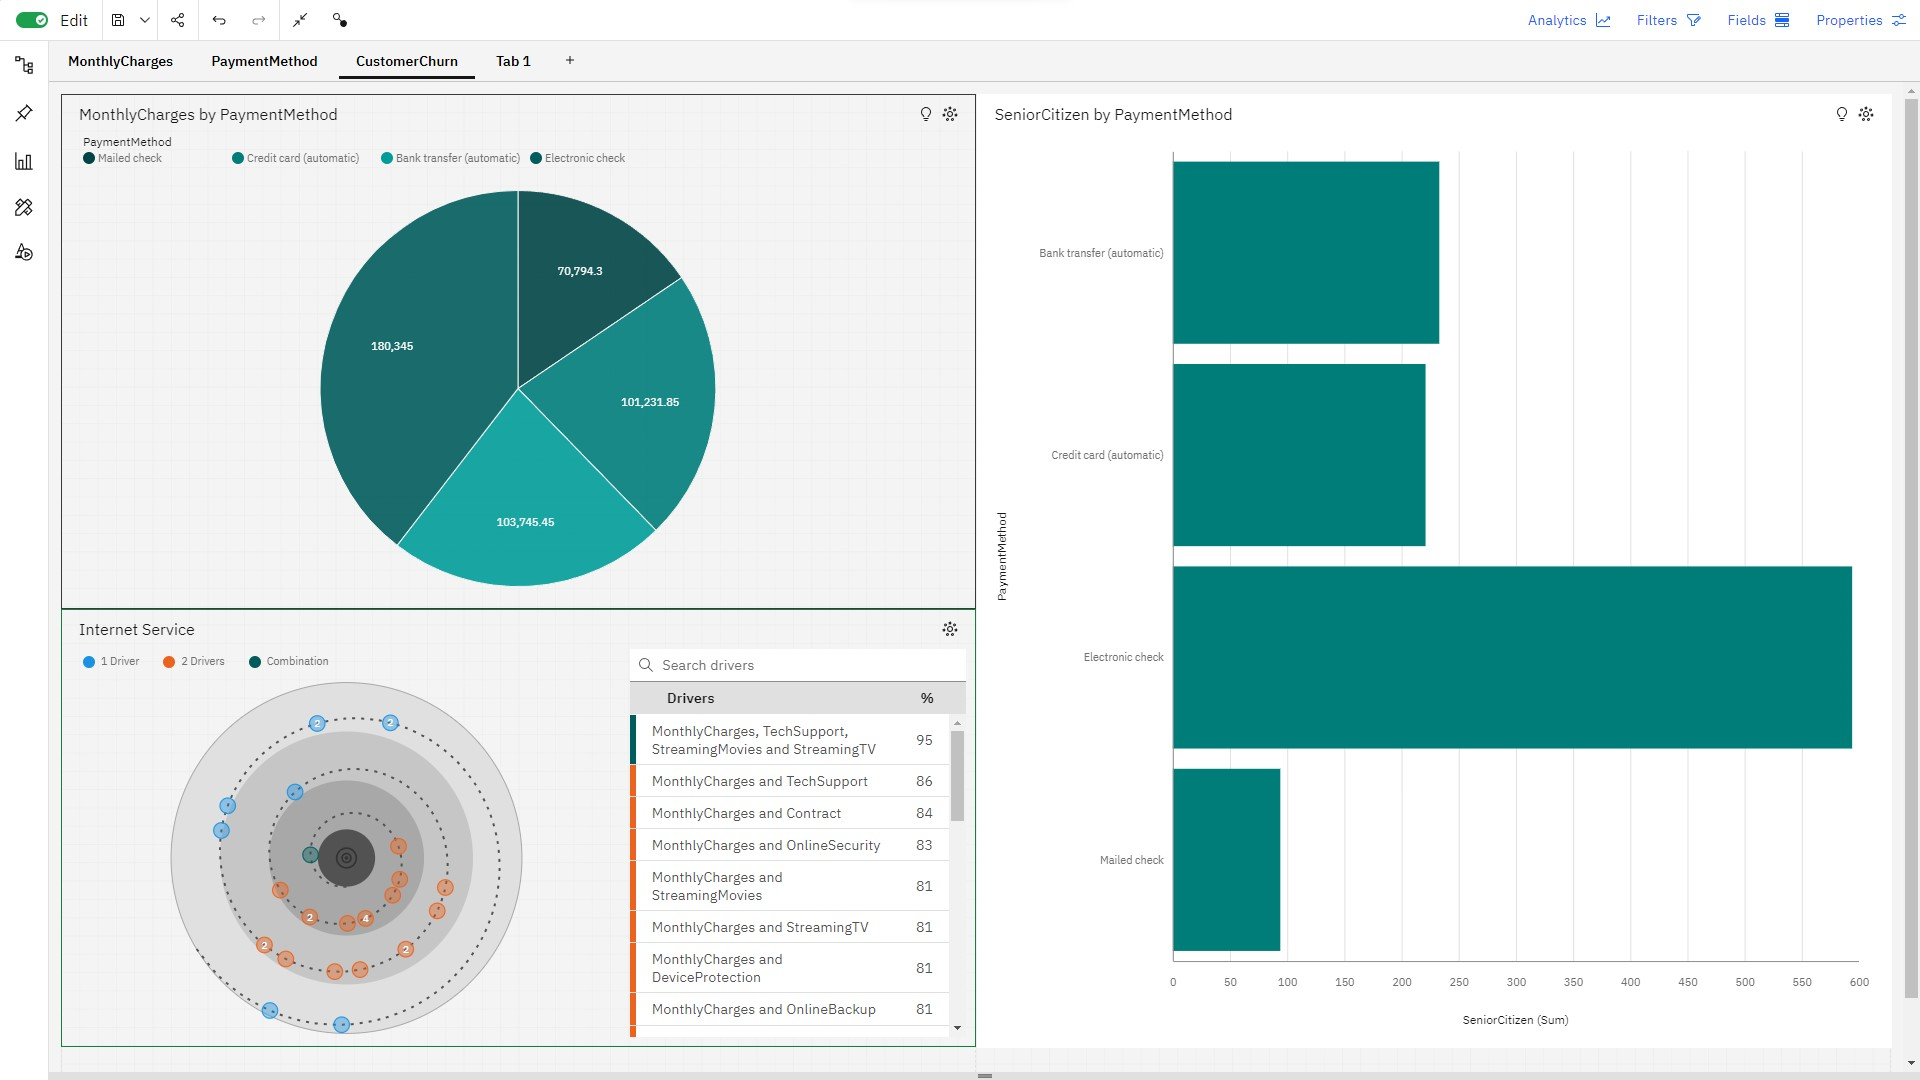 Edit
Analytics
Filters
Fields
Properties
MonthlyCharges
PaymentMethod
CustomerChurn
Tab 1
+
MonthlyCharges by PaymentMethod
PaymentMethod
Mailed check
Credit card (automatic)
Bank transfer (automatic)
Electronic check
70,794.3
180,345
101,231.85
103,745.45
Internet Service
1 Driver
2 Drivers
Combination
2
2
2
4
2
2
Search drivers
Drivers %
MonthlyCharges, TechSupport,
StreamingMovies and StreamingTV
95
MonthlyCharges and TechSupport 86
MonthlyCharges and Contract 84
MonthlyCharges and OnlineSecurity 83
MonthlyCharges and
StreamingMovies
81
MonthlyCharges and StreamingTV 81
MonthlyCharges and
DeviceProtection
81
MonthlyCharges and OnlineBackup 81
SeniorCitizen by PaymentMethod
PaymentMethod
Bank transfer (automatic)
Credit card (automatic)
Electronic check
Mailed check
0 50 100 150 200 250 300 350 400 450 500 550 600
SeniorCitizen (Sum)